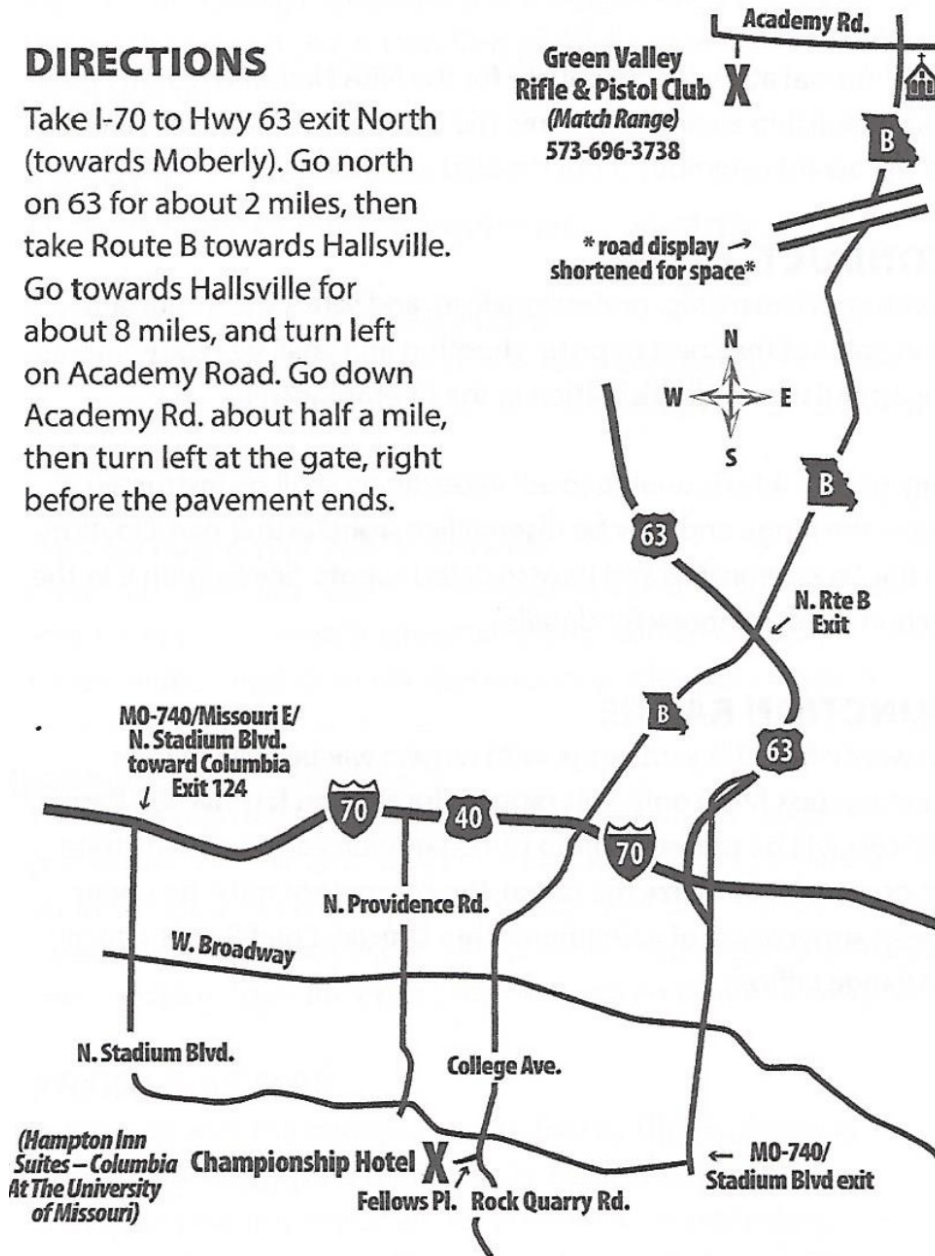 DIRECTIONS
Take I-70 to Hwy 63 exit North
(towards Moberly). Go north
on 63 for about 2 miles, then
take Route B towards Hallsville.
Go towards Hallsville for
about 8 miles, and turn left
on Academy Road. Go down
Academy Rd. about half a mile,
then turn left at the gate, right
before the pavement ends.
Academy Rd.
Green Valley
Rifle & Pistol Club
(Match Range)
573-696-3738
X
B
*road display
shortened for space*
N
W E
S
B
63
N. Rte B
Exit
B
63
MO-740/Missouri E/
N. Stadium Blvd.
toward Columbia
Exit 124
70
40
70
N. Providence Rd.
W. Broadway
N. Stadium Blvd.
College Ave.
(Hampton Inn
Suites – Columbia
At The University
of Missouri)
Championship Hotel X
Fellows Pl.
Rock Quarry Rd.
MO-740/
Stadium Blvd exit